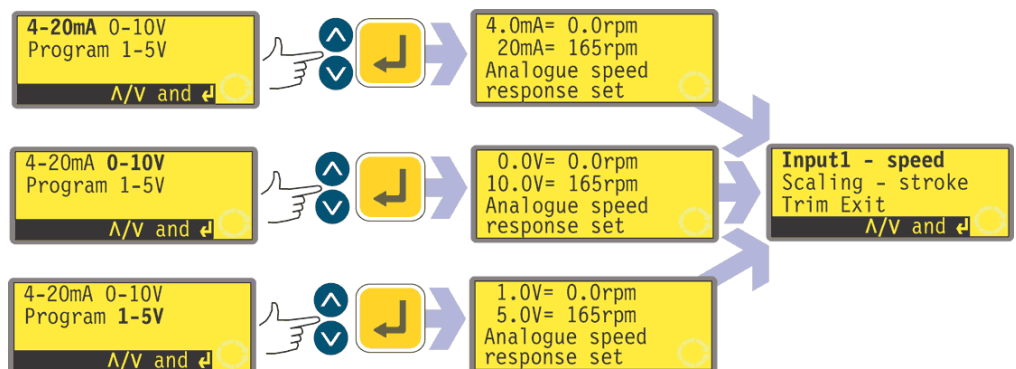 4-20mA 0-10V
Program 1-5V
∧/∨ and ↲
4.0mA= 0.0rpm
20mA= 165rpm
Analogue speed
response set
4-20mA 0-10V
Program 1-5V
∧/∨ and ↲
0.0V= 0.0rpm
10.0V= 165rpm
Analogue speed
response set
4-20mA 0-10V
Program 1-5V
∧/∨ and ↲
1.0V= 0.0rpm
5.0V= 165rpm
Analogue speed
response set
Input1 - speed
Scaling - stroke
Trim Exit
∧/∨ and ↲